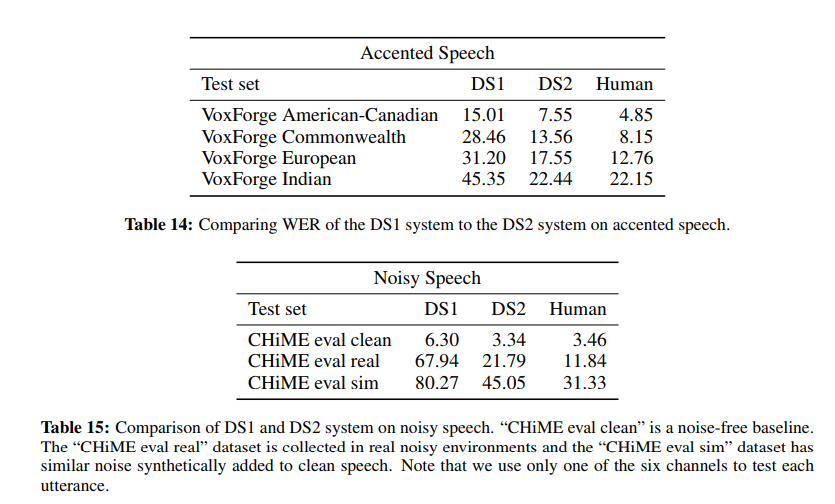 Accented Speech
Test set DS1 DS2 Human
VoxForge American-Canadian 15.01 7.55 4.85
VoxForge Commonwealth 28.46 13.56 8.15
VoxForge European 31.20 17.55 12.76
VoxForge Indian 45.35 22.44 22.15
Table 14: Comparing WER of the DS1 system to the DS2 system on accented speech.
Noisy Speech
Test set DS1 DS2 Human
CHiME eval clean 6.30 3.34 3.46
CHiME eval real 67.94 21.79 11.84
CHiME eval sim 80.27 45.05 31.33
Table 15: Comparison of DS1 and DS2 system on noisy speech. “CHiME eval clean” is a noise-free baseline.
The “CHiME eval real” dataset is collected in real noisy environments and the “CHiME eval sim” dataset has
similar noise synthetically added to clean speech. Note that we use only one of the six channels to test each
utterance.